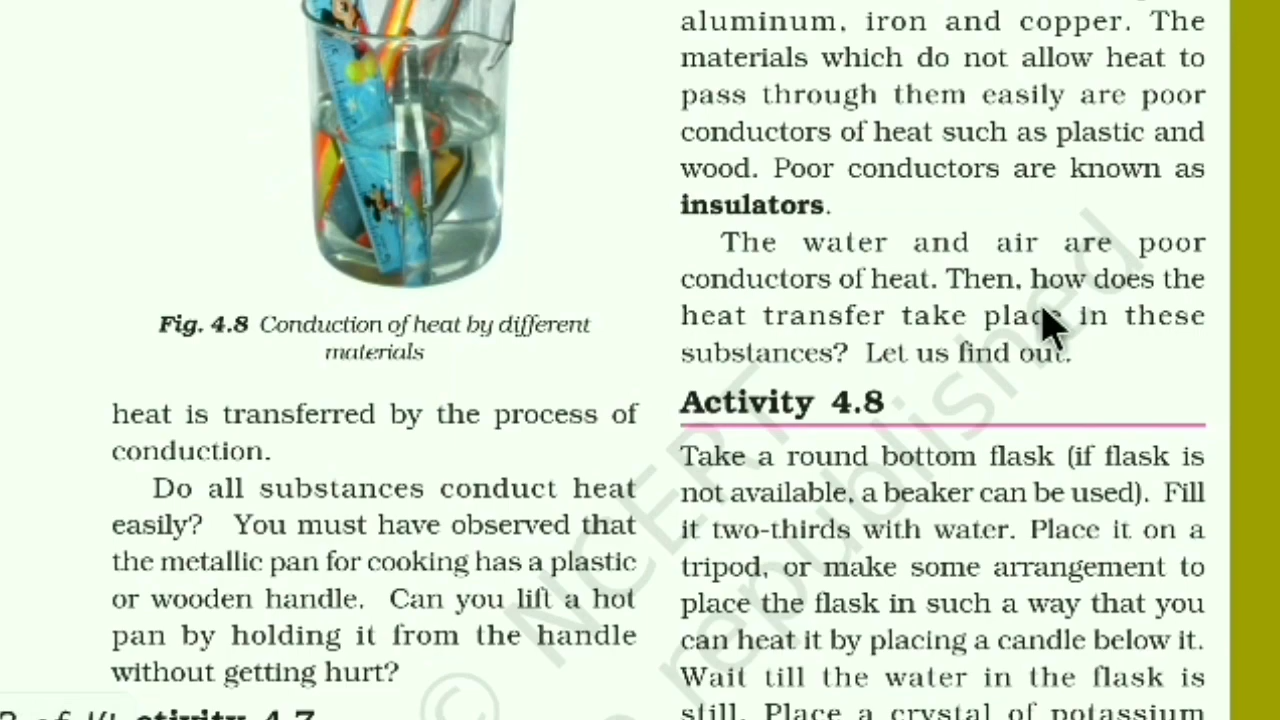 Fig. 4.8 Conduction of heat by different
materials
heat is transferred by the process of
conduction.
Do all substances conduct heat
easily? You must have observed that
the metallic pan for cooking has a plastic
or wooden handle. Can you lift a hot
pan by holding it from the handle
without getting hurt?
4.7
aluminum, iron and copper. The
materials which do not allow heat to
pass through them easily are poor
conductors of heat such as plastic and
wood. Poor conductors are known as
insulators.
The water and air are poor
conductors of heat. Then, how does the
heat transfer take place in these
substances? Let us find out.
Activity 4.8
Take a round bottom flask (if flask is
not available, a beaker can be used). Fill
it two-thirds with water. Place it on a
tripod, or make some arrangement to
place the flask in such a way that you
can heat it by placing a candle below it.
Wait till the water in the flask is
still. Place a crystal of potassium
© NCERT
republished